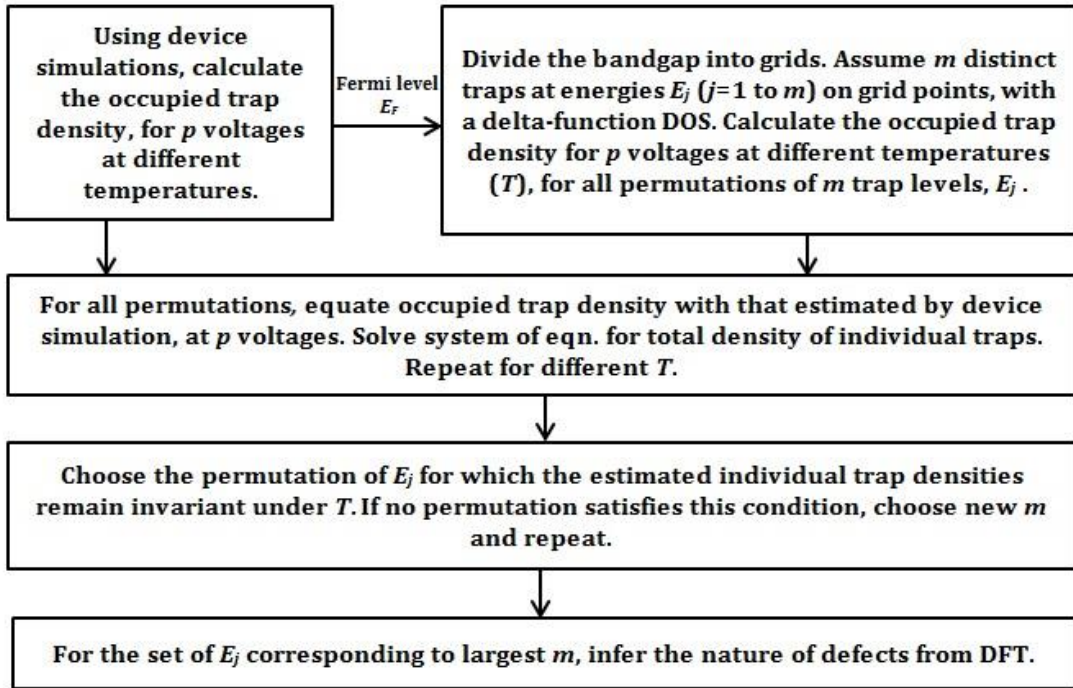 Using device
simulations, calculate
the occupied trap
density, for p voltages
at different
temperatures.
Fermi level
E_F
Divide the bandgap into grids. Assume m distinct
traps at energies E_j (j=1 to m) on grid points, with
a delta-function DOS. Calculate the occupied trap
density for p voltages at different temperatures
(T), for all permutations of m trap levels, E_j .
For all permutations, equate occupied trap density with that estimated by device
simulation, at p voltages. Solve system of eqn. for total density of individual traps.
Repeat for different T.
Choose the permutation of E_j for which the estimated individual trap densities
remain invariant under T. If no permutation satisfies this condition, choose new m
and repeat.
For the set of E_j corresponding to largest m, infer the nature of defects from DFT.